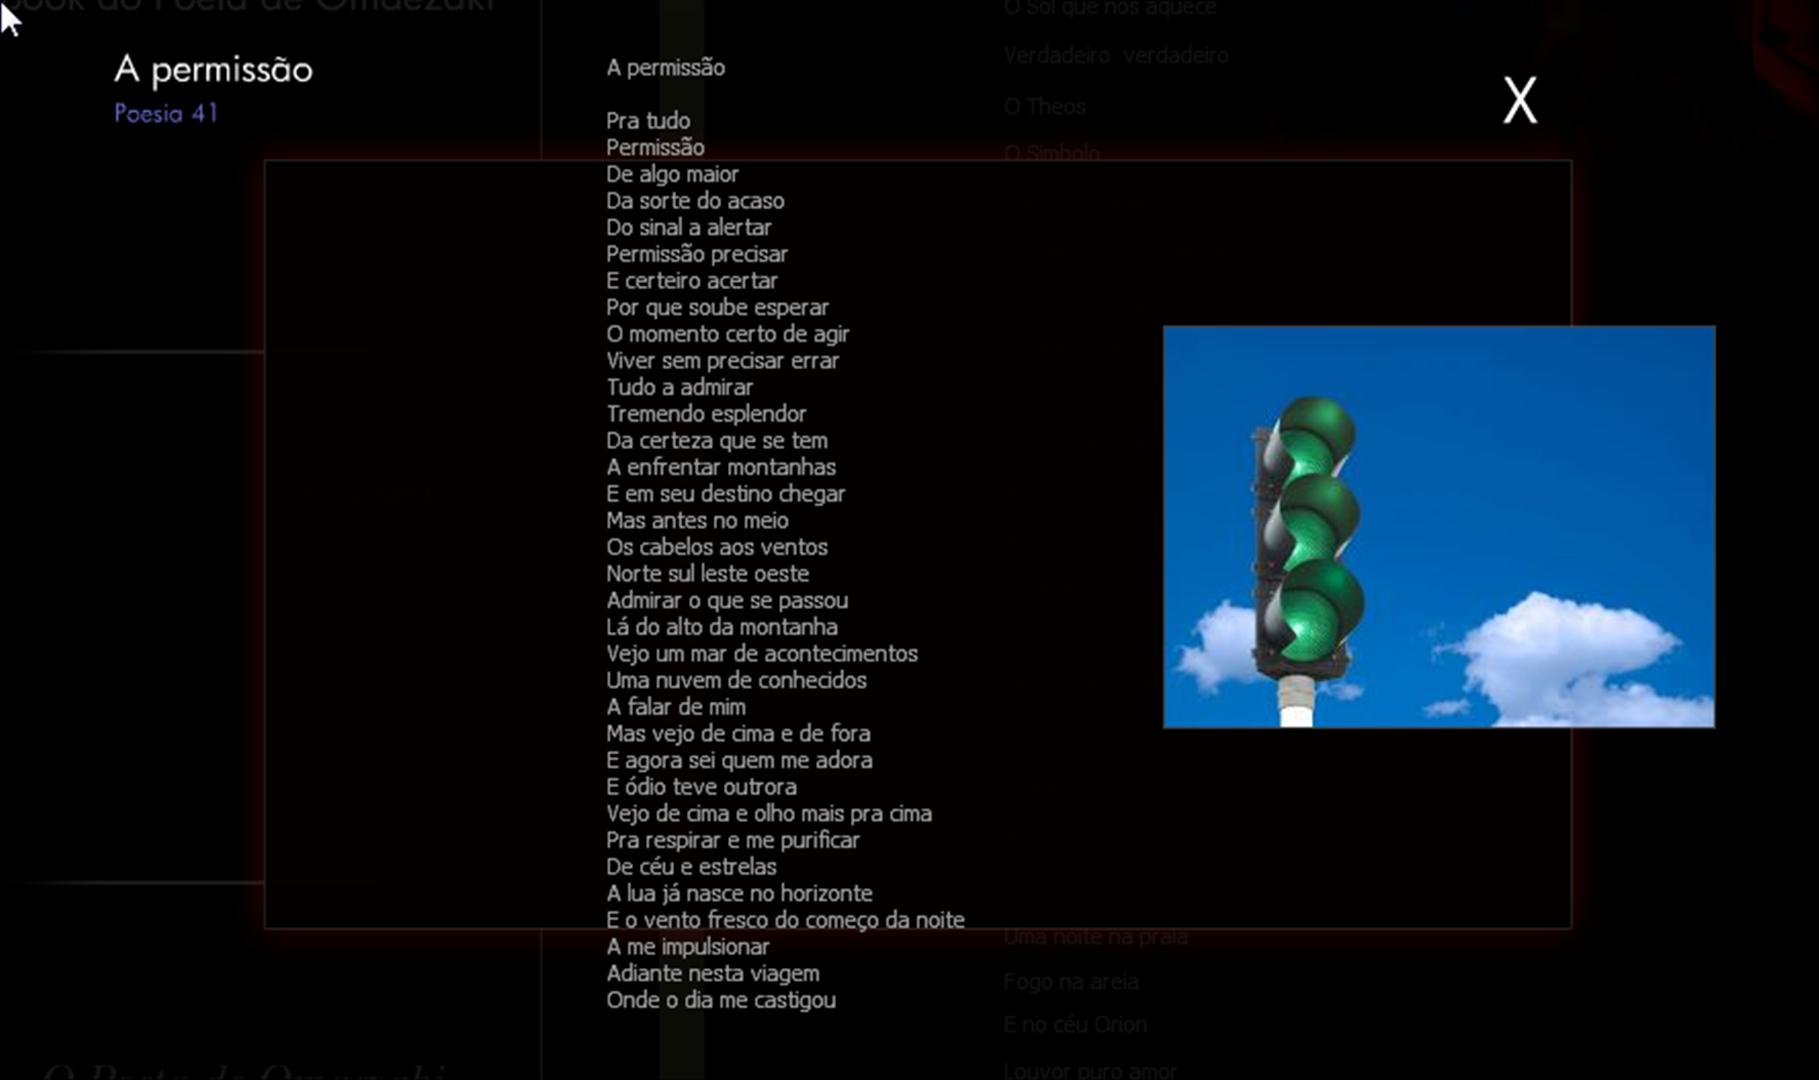 O Sol que nos aquece
A permissão
Poesia 41
Verdadeiro verdadeiro
O Theos
O Simbolo
X
A permissão
Pra tudo
Permissão
De algo maior
Da sorte do acaso
Do sinal a alertar
Permissão precisar
E certeiro acertar
Por que soube esperar
O momento certo de agir
Viver sem precisar errar
Tudo a admirar
Tremendo esplendor
Da certeza que se tem
A enfrentar montanhas
E em seu destino chegar
Mas antes no meio
Os cabelos aos ventos
Norte sul leste oeste
Admirar o que se passou
Lá do alto da montanha
Vejo um mar de acontecimentos
Uma nuvem de conhecidos
A falar de mim
Mas vejo de cima e de fora
E agora sei quem me adora
E ódio teve outrora
Vejo de cima e olho mais pra cima
Pra respirar e me purificar
De céu e estrelas
A lua já nasce no horizonte
E o vento fresco do começo da noite
A me impulsionar
Adiante nesta viagem
Onde o dia me castigou
Uma noite na praia
Fogo na areia
E no céu Orion
Louvor puro amor
O Poeta de Omaezaki